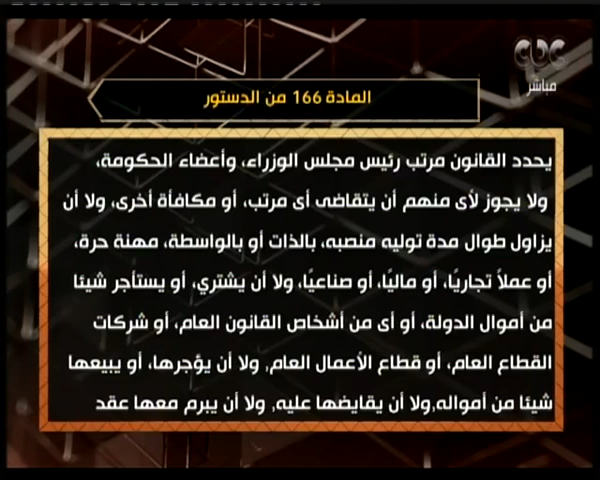 cbc
مباشر
المادة 166 من الدستور
يحدد القانون مرتب رئيس مجلس الوزراء، وأعضاء الحكومة،
ولا يجوز لأى منهم أن يتقاضى أى مرتب، أو مكافأة أخرى، ولا أن
يزاول طوال مدة توليه منصبه، بالذات أو بالواسطة، مهنة حرة،
أو عملاً تجاريًا، أو ماليًا، أو صناعيًا، ولا أن يشتري، أو يستأجر شيئا
من أموال الدولة، أو أى من أشخاص القانون العام، أو شركات
القطاع العام، أو قطاع الأعمال العام, ولا أن يؤجرها، أو يبيعها
شيئا من أمواله,ولا أن يقايضها عليه, ولا أن يبرم معها عقد